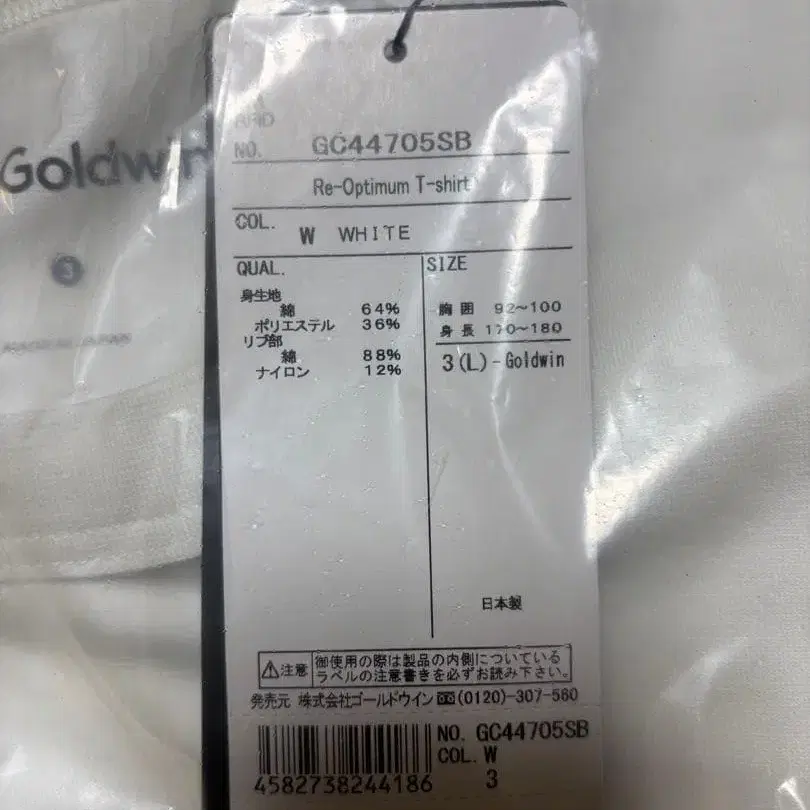 Goldwin
3
RFID
NO. GC44705SB
Re-Optimum T-shirt
COL. W WHITE
QUAL.
身生地
綿 64%
ポリエステル 36%
リブ部
綿 88%
ナイロン 12%
SIZE
胸囲 92~100
身長 170~180
3(L)-Goldwin
日本製
⚠注意 御使用の際は製品の内側についている
ラベルの注意書きを必ずお読み下さい。
発売元 株式会社ゴールドウイン (0120)-307-560
NO. GC44705SB
COL. W
3
4582738244186